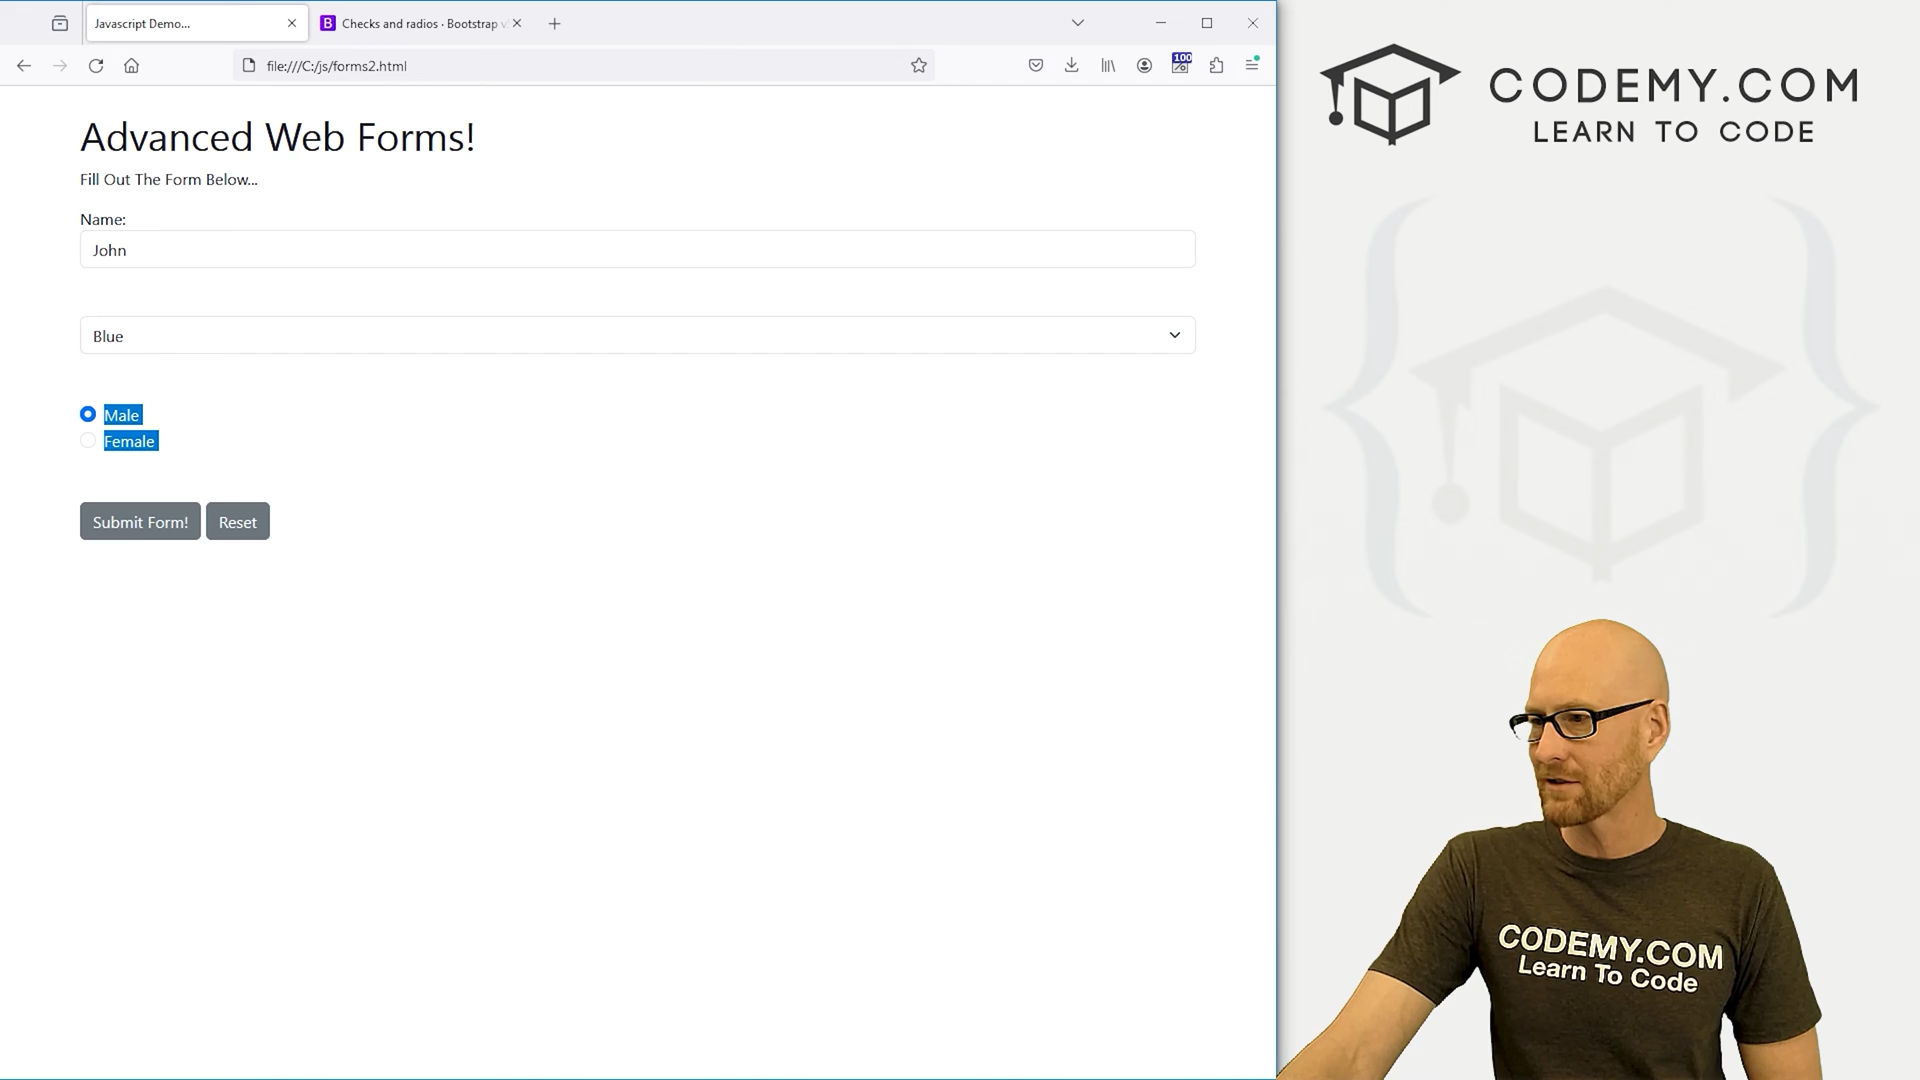 Javascript Demo...
Checks and radios · Bootstrap v
file:///C:/js/forms2.html
100
Advanced Web Forms!
Fill Out The Form Below...
Name:
John
Blue
Male
Female
Submit Form!
Reset
CODEMY.COM
LEARN TO CODE
CODEMY.COM
Learn To Code